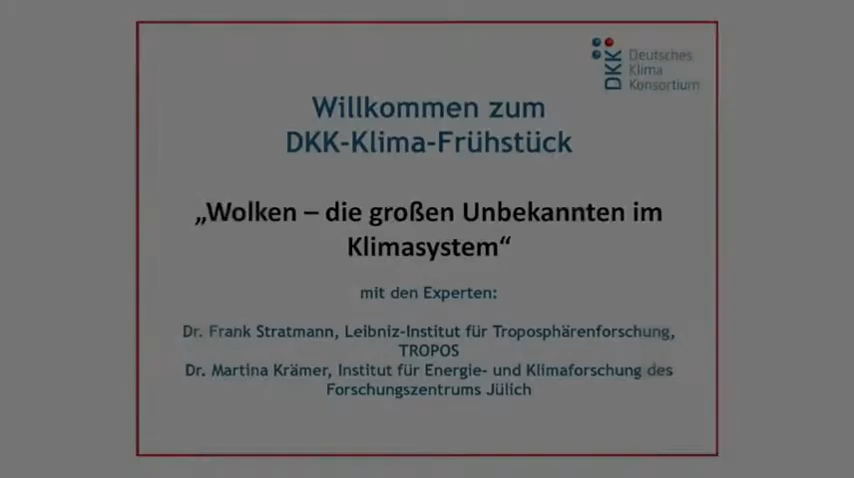 DKK
Deutsches
Klima
Konsortium
Willkommen zum
DKK-Klima-Frühstück
„Wolken – die großen Unbekannten im
Klimasystem“
mit den Experten:
Dr. Frank Stratmann, Leibniz-Institut für Troposphärenforschung,
TROPOS
Dr. Martina Krämer, Institut für Energie- und Klimaforschung des
Forschungszentrums Jülich